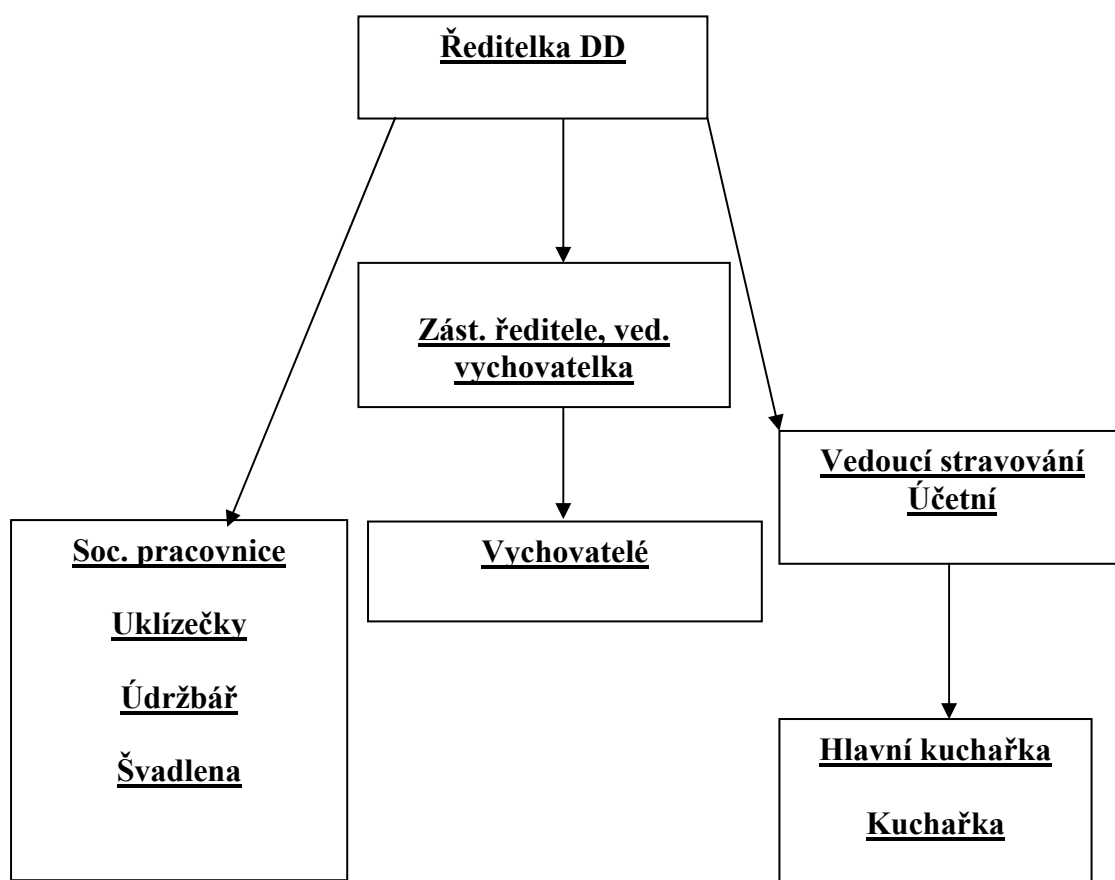 Ředitelka DD
Zást. ředitele, ved.
vychovatelka
Vedoucí stravování
Účetní
Soc. pracovnice
Uklízečky
Údržbář
Švadlena
Vychovatelé
Hlavní kuchařka
Kuchařka